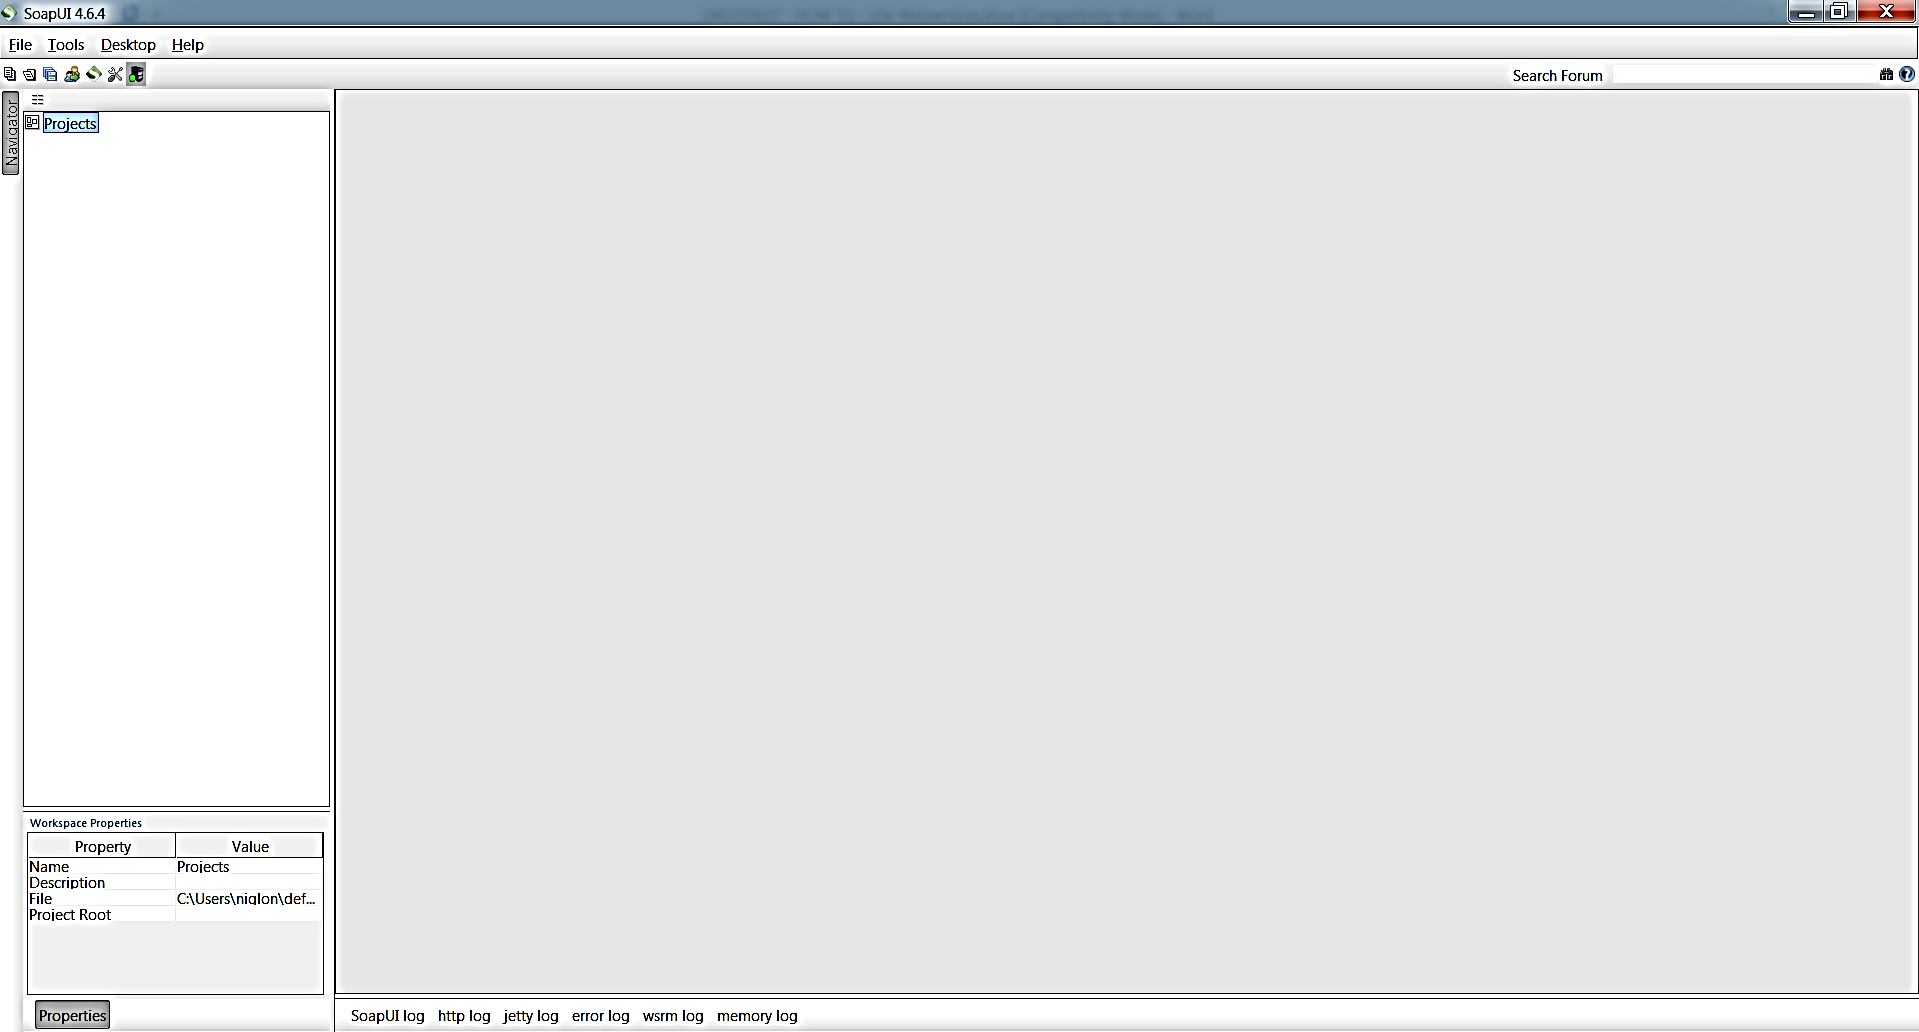 SoapUI 4.6.4
File Tools Desktop Help
Search Forum
Navigator
Projects
Workspace Properties
Property Value
Name Projects
Description
File C:\Users\niglon\def...
Project Root
Properties
SoapUI log http log jetty log error log wsrm log memory log